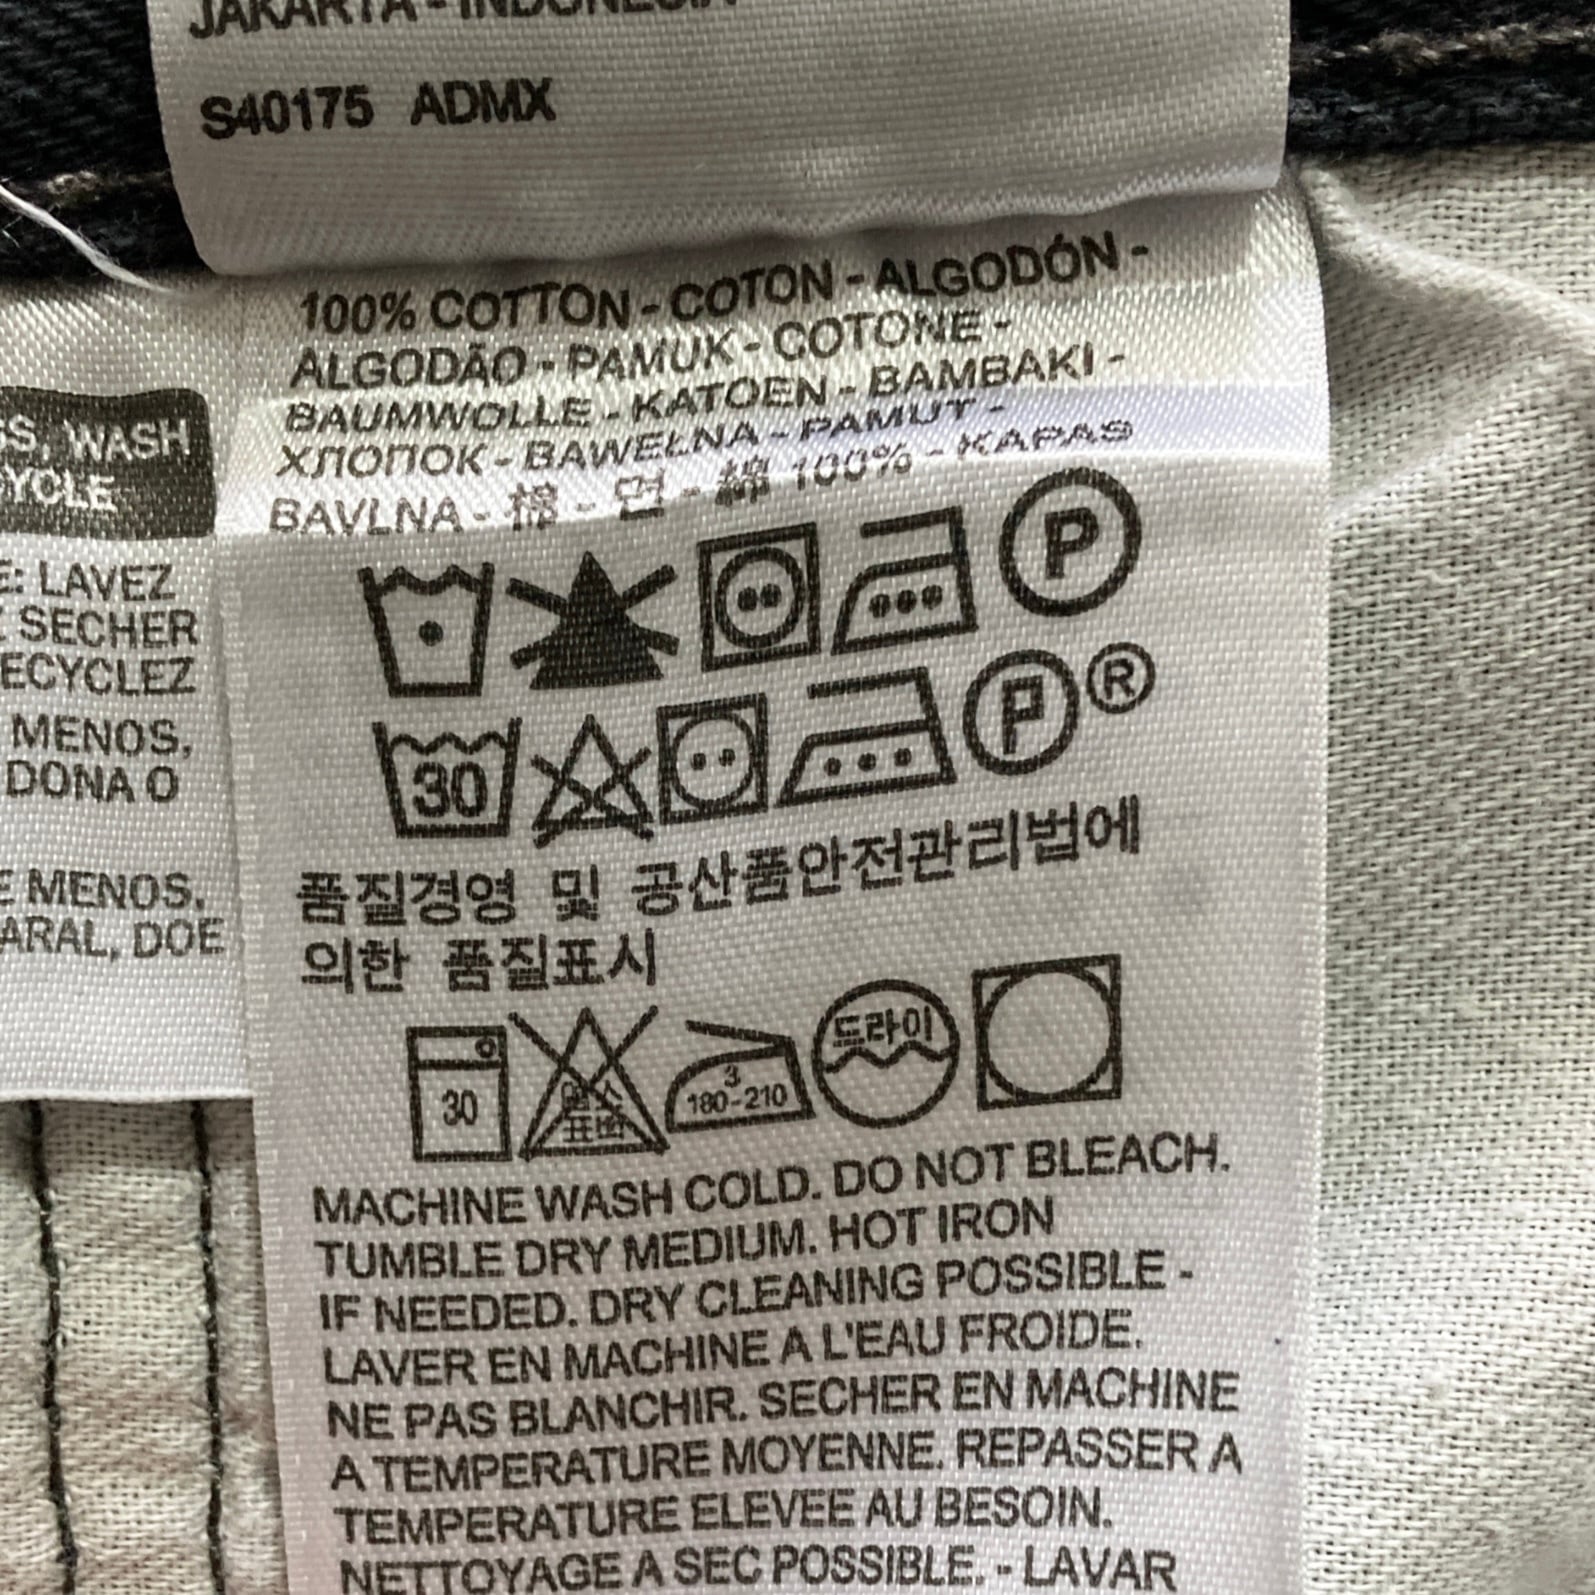 JAKARTA - INDONESIA
S40175 ADMX
100% COTTON - COTON - ALGODÓN -
ALGODÃO - PAMUK - COTONE -
BAUMWOLLE - KATOEN - BAMBAKI -
ХЛОПОК - BAWEŁNA - PAMUT -
BAVLNA - 棉 - 면 - 綿 100% - KAPAS
P
30
P ®
품질경영 및 공산품안전관리법에
의한 품질표시
30
3
180-210
드라이
MACHINE WASH COLD. DO NOT BLEACH.
TUMBLE DRY MEDIUM. HOT IRON
IF NEEDED. DRY CLEANING POSSIBLE -
LAVER EN MACHINE A L'EAU FROIDE.
NE PAS BLANCHIR. SECHER EN MACHINE
A TEMPERATURE MOYENNE. REPASSER A
TEMPERATURE ELEVEE AU BESOIN.
NETTOYAGE A SEC POSSIBLE. - LAVAR
WASH
CYCLE
E: LAVEZ
SECHER
RECYCLEZ
MENOS,
DONA O
E MENOS,
DOE